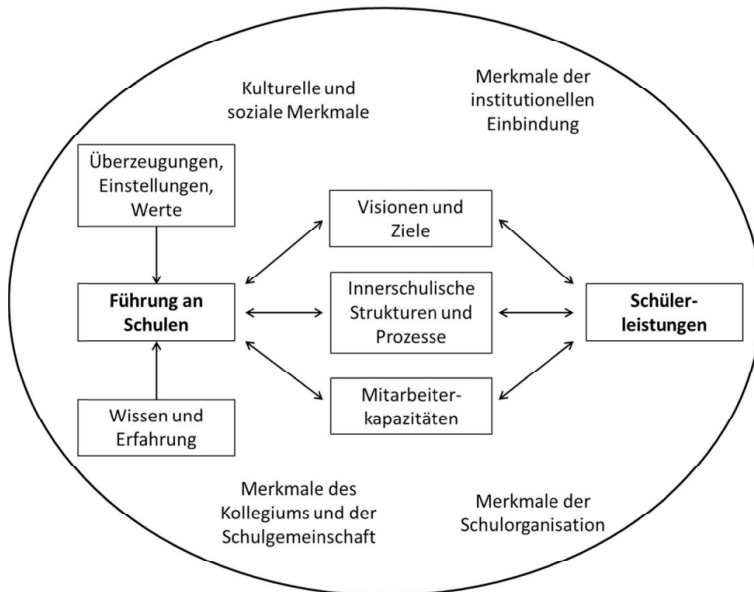 Kulturelle und
soziale Merkmale
Merkmale der
institutionellen
Einbindung
Überzeugungen,
Einstellungen,
Werte
Visionen und
Ziele
Führung an
Schulen
Innerschulische
Strukturen und
Prozesse
Schüler-
leistungen
Mitarbeiter-
kapazitäten
Wissen und
Erfahrung
Merkmale des
Kollegiums und der
Schulgemeinschaft
Merkmale der
Schulorganisation